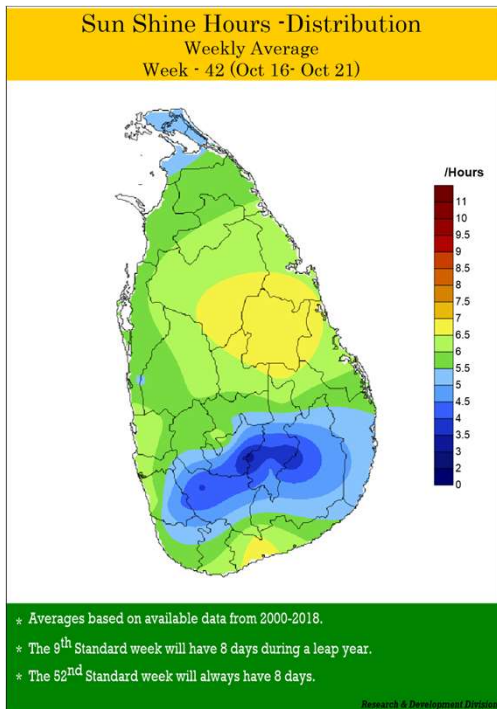 Sun Shine Hours -Distribution
Weekly Average
Week - 42 (Oct 16- Oct 21)
/Hours
11
10
9.5
9
8.5
8
7.5
7
6.5
6
5.5
5
4.5
4
3.5
3
2
0
* Averages based on available data from 2000-2018.
* The 9th Standard week will have 8 days during a leap year.
* The 52nd Standard week will always have 8 days.
Research & Development Division